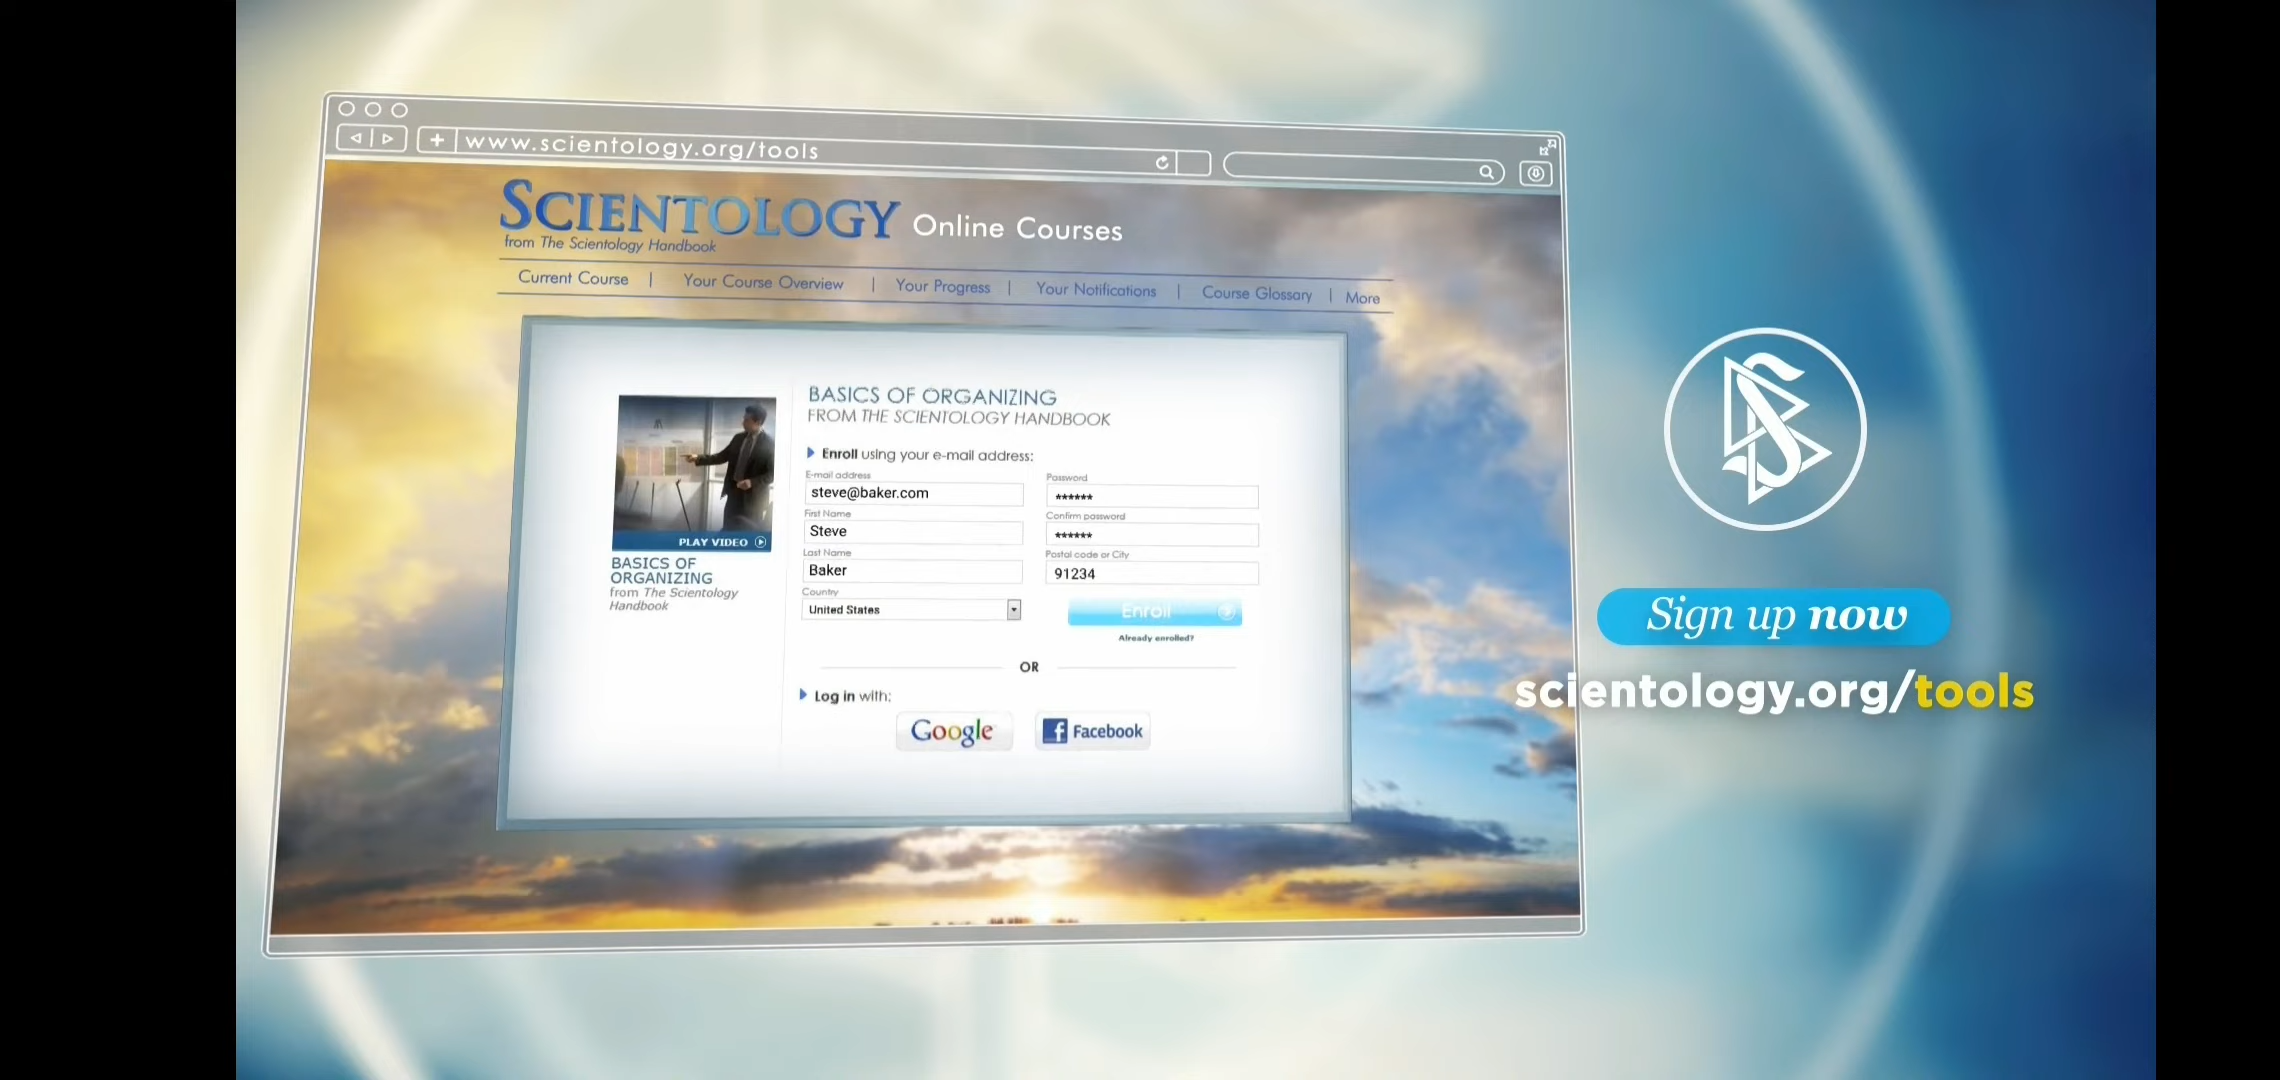 www.scientology.org/tools
SCIENTOLOGY Online Courses
from The Scientology Handbook
Current Course | Your Course Overview | Your Progress | Your Notifications | Course Glossary | More
PLAY VIDEO
BASICS OF
ORGANIZING
from The Scientology
Handbook
BASICS OF ORGANIZING
FROM THE SCIENTOLOGY HANDBOOK
Enroll using your e-mail address:
E-mail address
steve@baker.com
First Name
Steve
Last Name
Baker
Country
United States
Password
******
Confirm password
******
Postal code or City
91234
Enroll
Already enrolled?
OR
Log in with:
Google
Facebook
Sign up now
scientology.org/tools